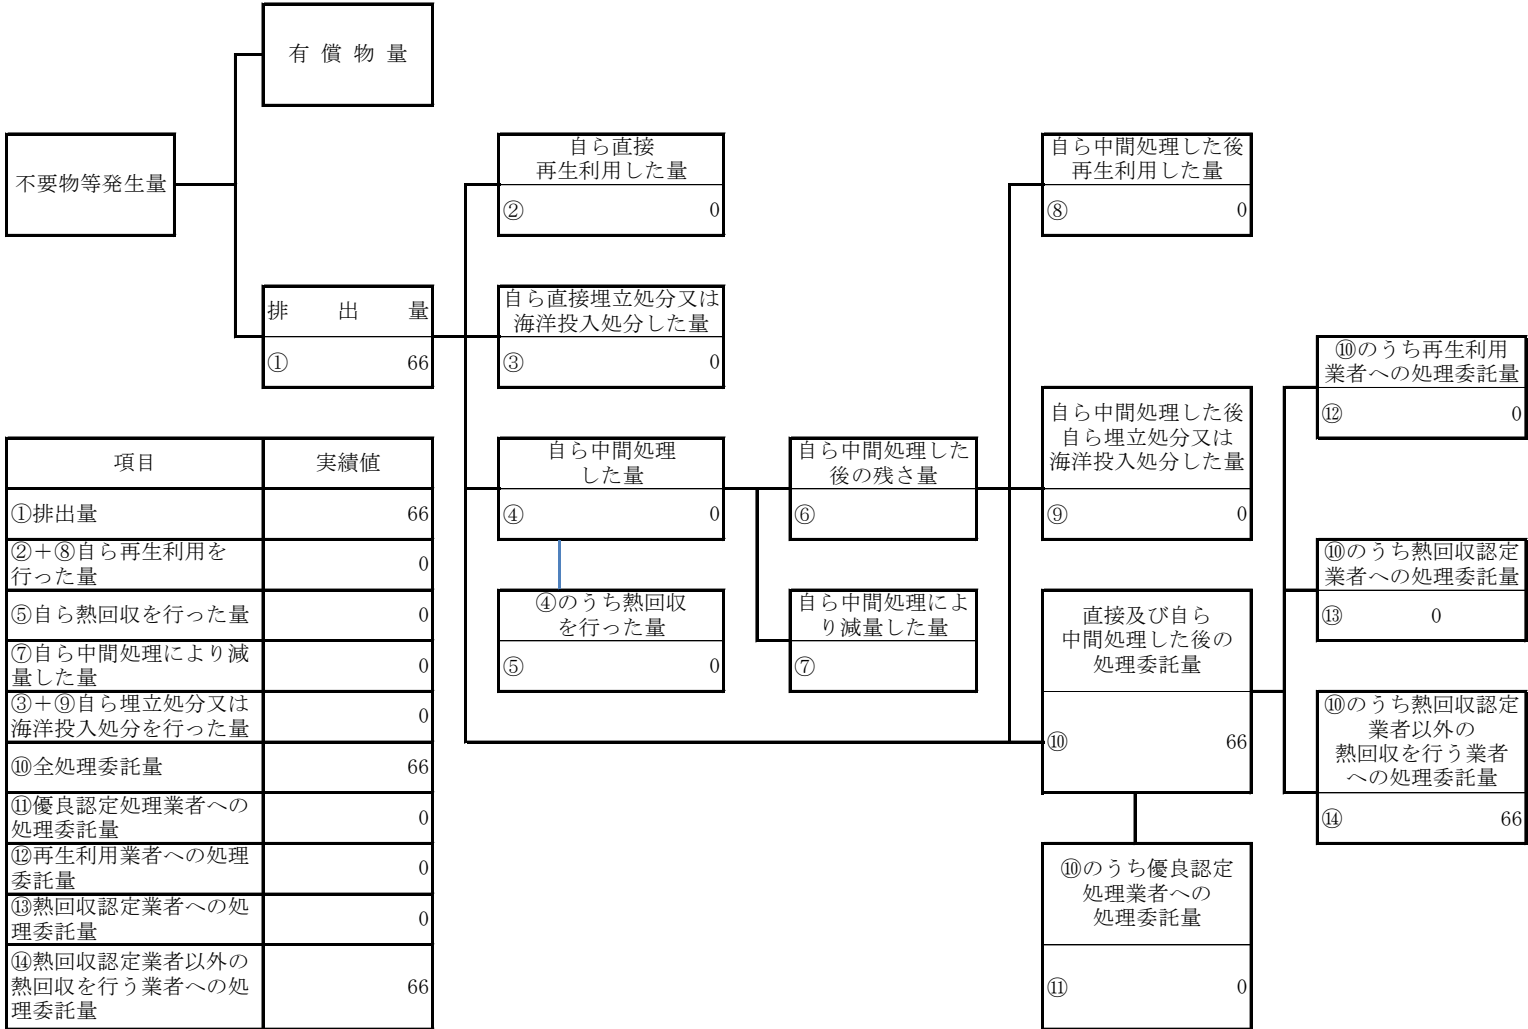 有償物量
不要物等発生量
排出量
① 66
自ら直接
再生利用した量
② 0
自ら直接埋立処分又は
海洋投入処分した量
③ 0
自ら中間処理
した量
④ 0
④のうち熱回収
を行った量
⑤ 0
自ら中間処理した
後の残さ量
⑥
自ら中間処理によ
り減量した量
⑦
自ら中間処理した後
再生利用した量
⑧ 0
自ら中間処理した後
自ら埋立処分又は
海洋投入処分した量
⑨ 0
直接及び自ら
中間処理した後の
処理委託量
⑩ 66
⑩のうち優良認定
処理業者への
処理委託量
⑪ 0
⑩のうち再生利用
業者への処理委託量
⑫ 0
⑩のうち熱回収認定
業者への処理委託量
⑬ 0
⑩のうち熱回収認定
業者以外の
熱回収を行う業者
への処理委託量
⑭ 66
項目 実績値
①排出量 66
②＋⑧自ら再生利用を
行った量 0
⑤自ら熱回収を行った量 0
⑦自ら中間処理により減
量した量 0
③＋⑨自ら埋立処分又は
海洋投入処分を行った量 0
⑩全処理委託量 66
⑪優良認定処理業者への
処理委託量 0
⑫再生利用業者への処理
委託量 0
⑬熱回収認定業者への処
理委託量 0
⑭熱回収認定業者以外の
熱回収を行う業者への処
理委託量 66